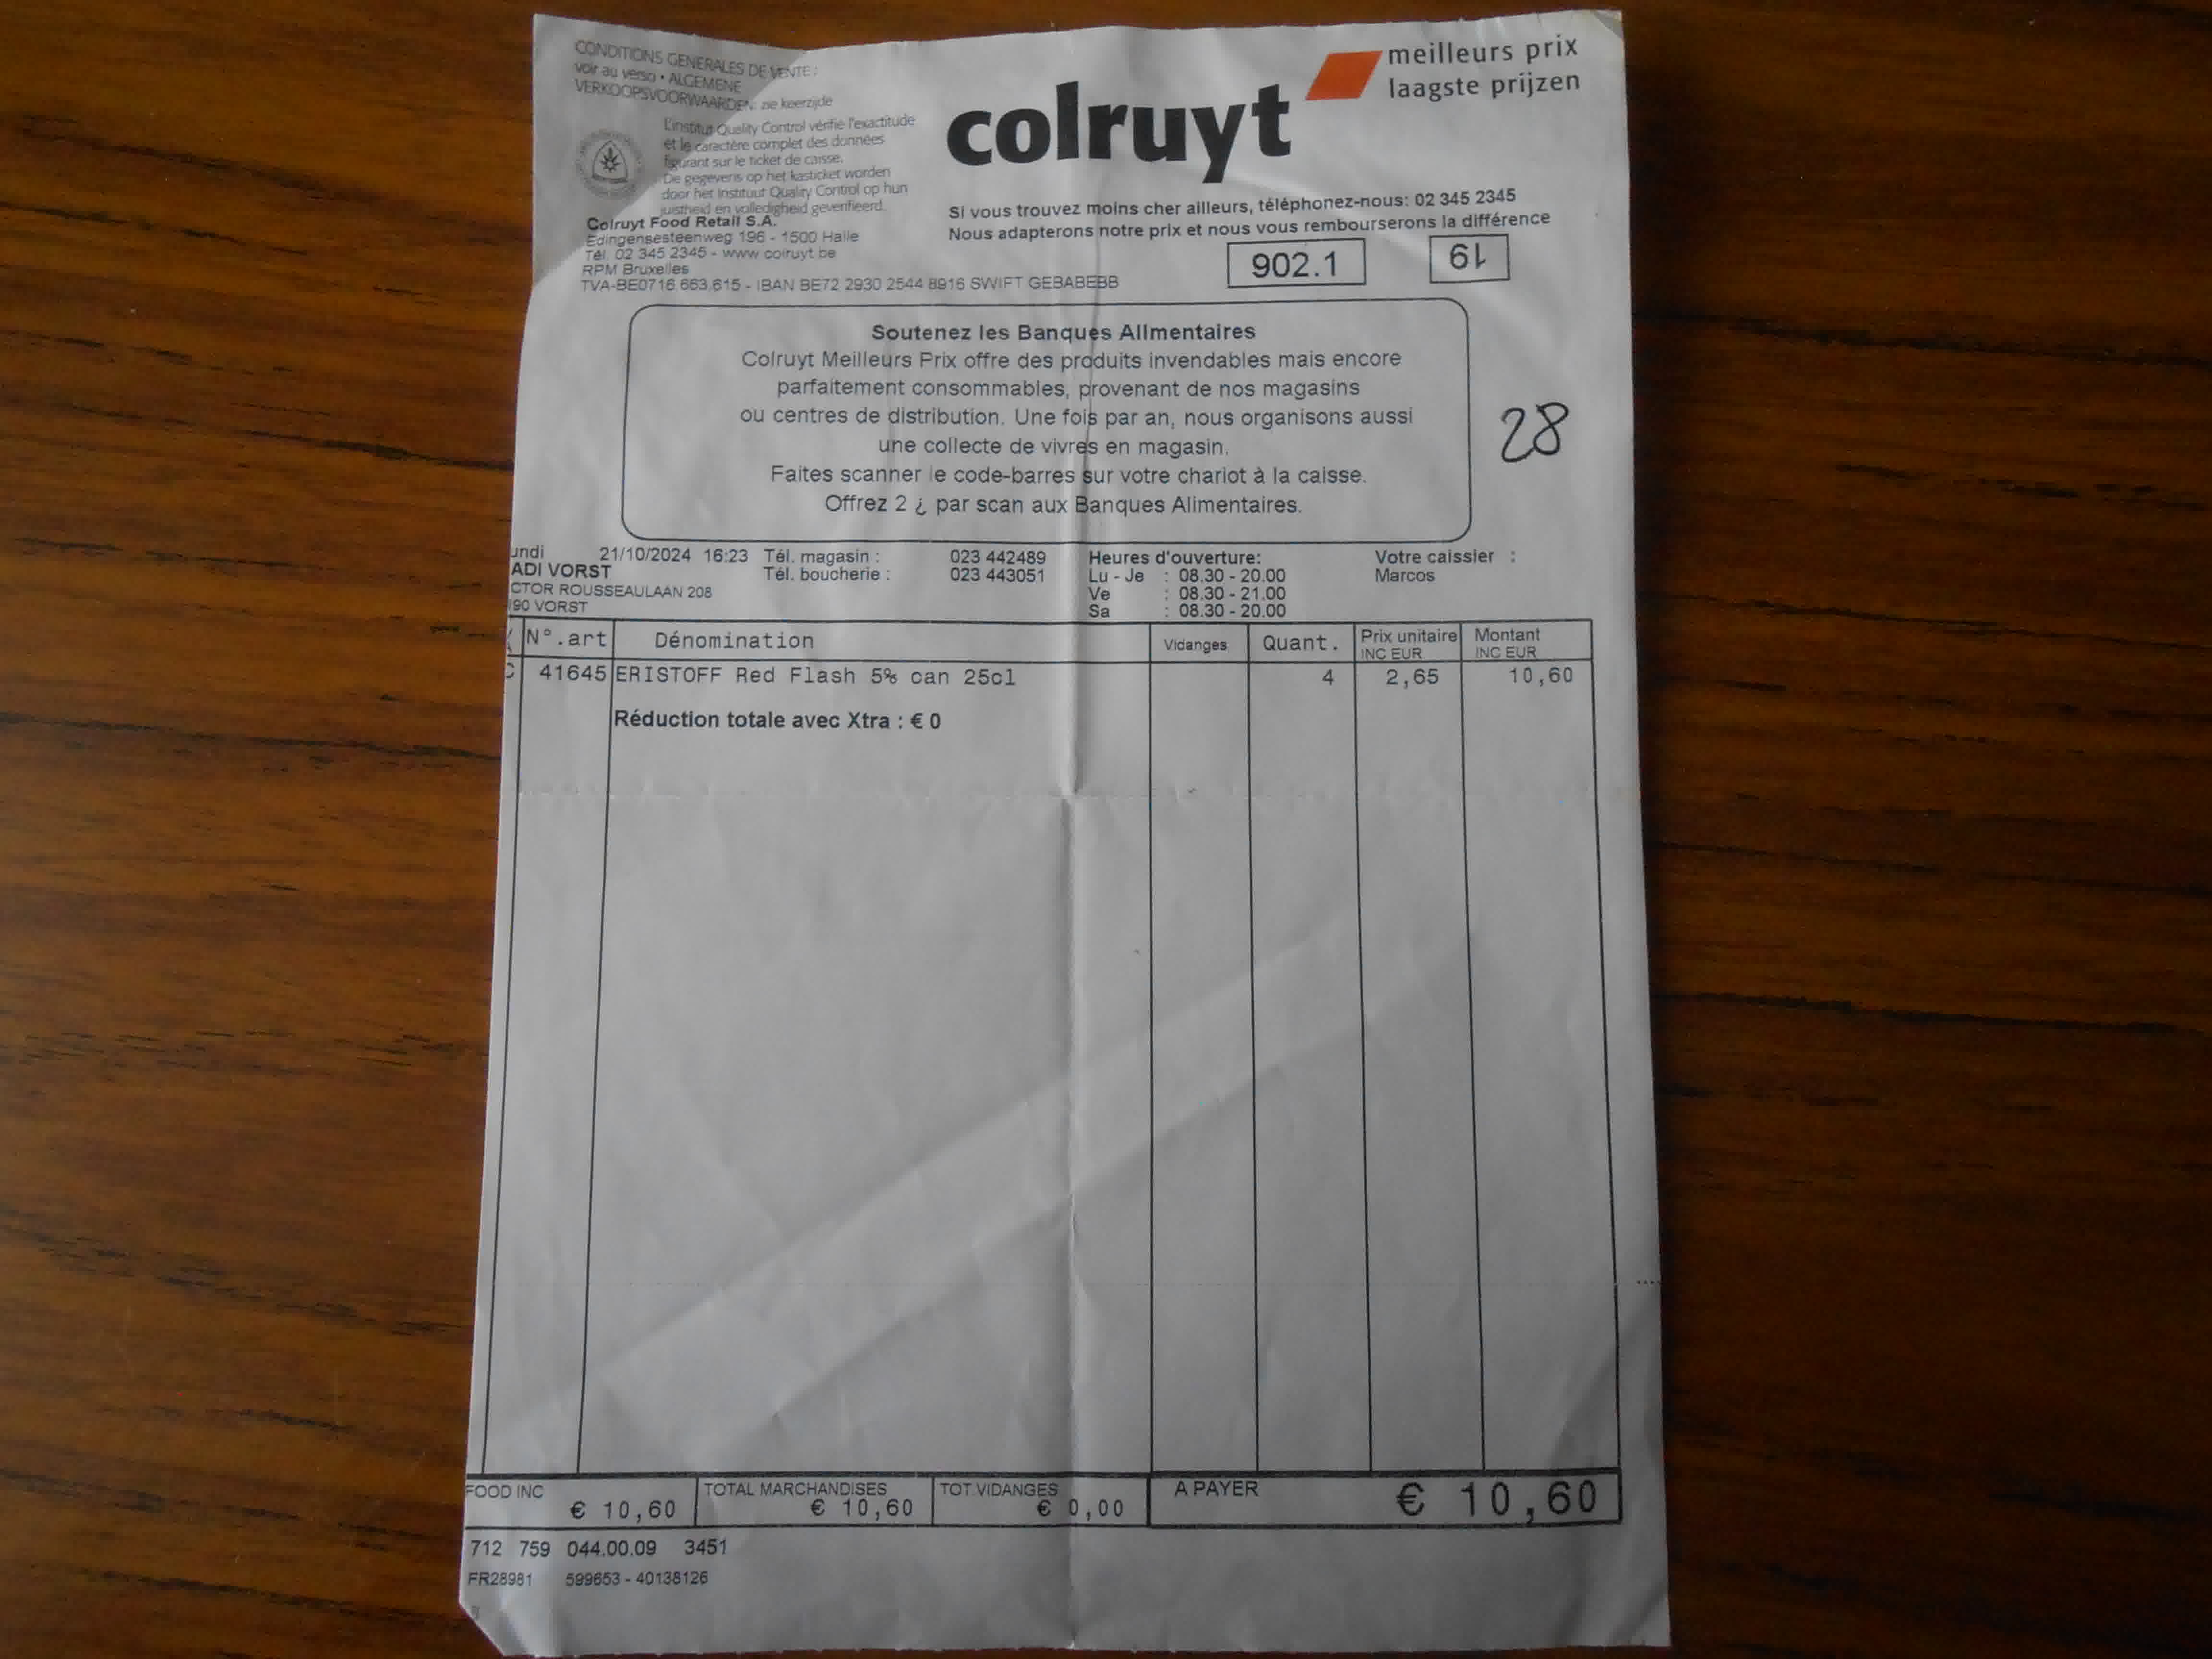 CONDITIONS GENERALES DE VENTE:
voir au verso • ALGEMENE
VERKOOPSVOORWAARDEN: zie keerzijde
L'institut Quality Control vérifie l'exactitude
et le caractère complet des données
figurant sur le ticket de caisse.
De gegevens op het kasticket worden
door het Instituut Quality Control op hun
juistheid en volledigheid geverifieerd.
Colruyt Food Retail S.A.
Edingensesteenweg 196 - 1500 Halle
Tél. 02 345 2345 - www.colruyt.be
RPM Bruxelles
TVA-BE0716.663.615 - IBAN BE72 2930 2544 8916 SWIFT GEBABEBB
colruyt
meilleurs prix
laagste prijzen
Si vous trouvez moins cher ailleurs, téléphonez-nous: 02 345 2345
Nous adapterons notre prix et nous vous rembourserons la différence
902.1
Soutenez les Banques Alimentaires
Colruyt Meilleurs Prix offre des produits invendables mais encore
parfaitement consommables, provenant de nos magasins
ou centres de distribution. Une fois par an, nous organisons aussi
une collecte de vivres en magasin.
Faites scanner le code-barres sur votre chariot à la caisse.
Offrez 2 ¿ par scan aux Banques Alimentaires.
28
undi 21/10/2024 16:23 Tél. magasin : 023 442489 Heures d'ouverture: Votre caissier :
ADI VORST Tél. boucherie : 023 443051 Lu - Je : 08.30 - 20.00 Marcos
CTOR ROUSSEAULAAN 208 Ve : 08.30 - 21.00
190 VORST Sa : 08.30 - 20.00
N°.art Dénomination Vidanges Quant. Prix unitaire INC EUR Montant INC EUR
C 41645 ERISTOFF Red Flash 5% can 25cl 4 2,65 10,60
Réduction totale avec Xtra : € 0
FOOD INC TOTAL MARCHANDISES TOT.VIDANGES A PAYER
€ 10,60 € 10,60 € 0,00 € 10,60
712 759 044.00.09 3451
FR28981 599653 - 40138126